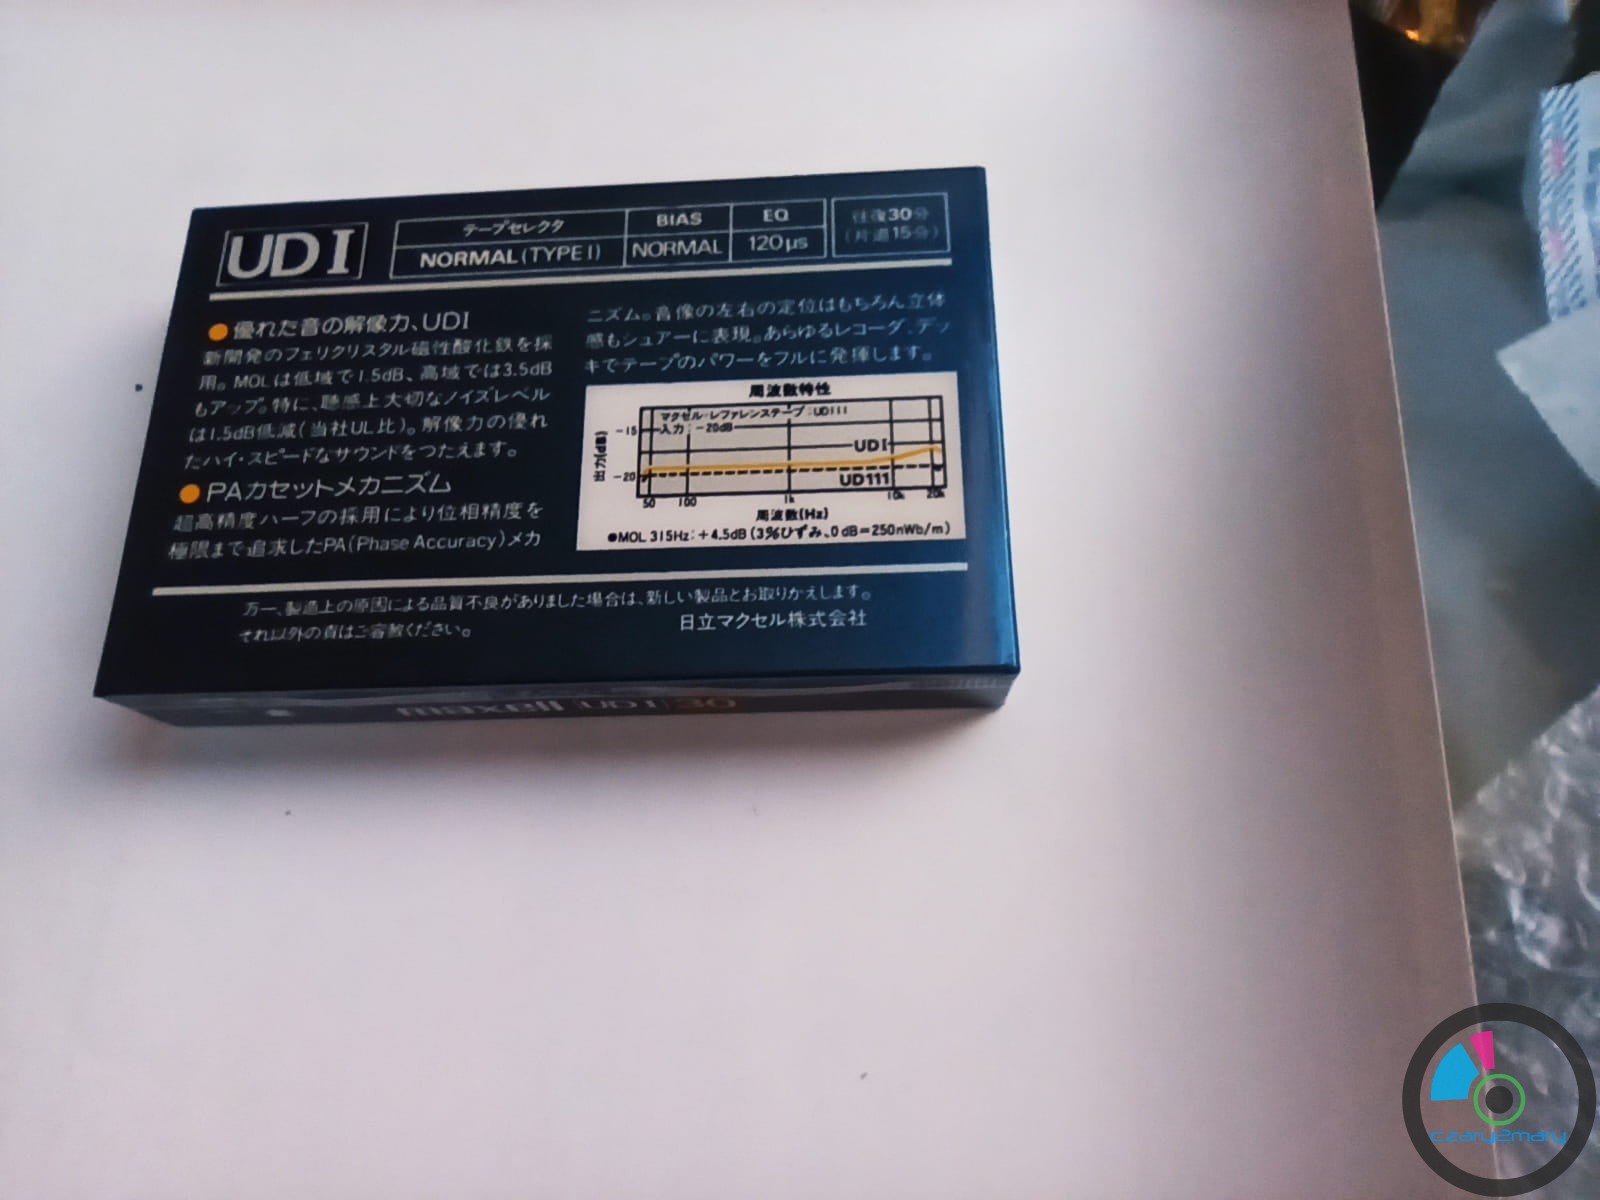 UD I
テープセレクタ
BIAS
EQ
NORMAL (TYPE I)
NORMAL
120μs
往復30分
(片道15分)
●優れた音の解像力、UDI
新開発のフェリクリスタル磁性酸化鉄を採
用。MOLは低域で1.5dB、高域では3.5dB
もアップ。特に、聴感上大切なノイズレベル
は1.5dB低減(当社UL比)。解像力の優れ
たハイ・スピードなサウンドをつたえます。
●PAカセットメカニズム
超高精度ハーフの採用により位相精度を
極限まで追求したPA(Phase Accuracy)メカ
ニズム。音像の左右の定位はもちろん立体
感もシュアーに表現。あらゆるレコーダ、デッ
キでテープのパワーをフルに発揮します。
周波数特性
マクセル・レファレンステープ:UD111
入力:-20dB
-15
出力(dB)
-20
UDI
UD111
50 100 1k 10k 20k
周波数(Hz)
●MOL 315Hz:+4.5dB (3%ひずみ、0dB=250nWb/m)
万一、製造上の原因による品質不良がありました場合は、新しい製品とお取りかえします。
それ以外の責はご容赦ください。
日立マクセル株式会社
maxell UD I 30
czary2mary